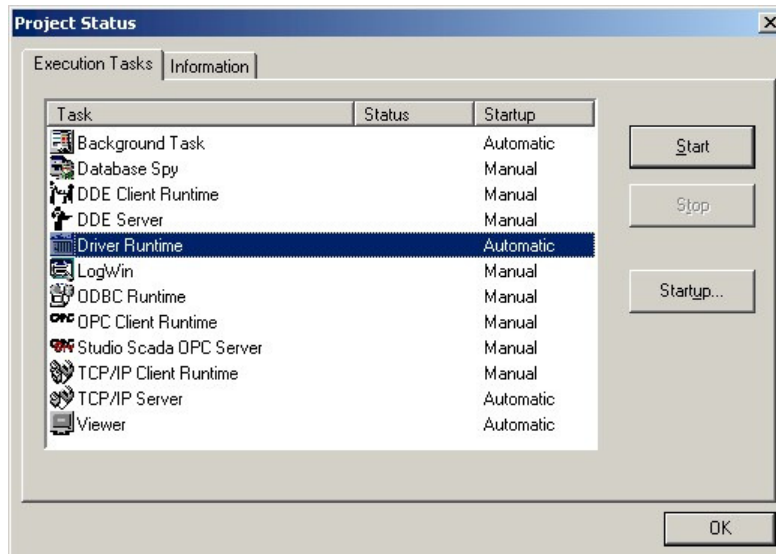 Project Status
Execution Tasks Information
Task Status Startup
Background Task Automatic
Database Spy Manual
DDE Client Runtime Manual
DDE Server Manual
Driver Runtime Automatic
LogWin Manual
ODBC Runtime Manual
OPC Client Runtime Manual
Studio Scada OPC Server Manual
TCP/IP Client Runtime Manual
TCP/IP Server Automatic
Viewer Automatic
Start
Stop
Startup...
OK